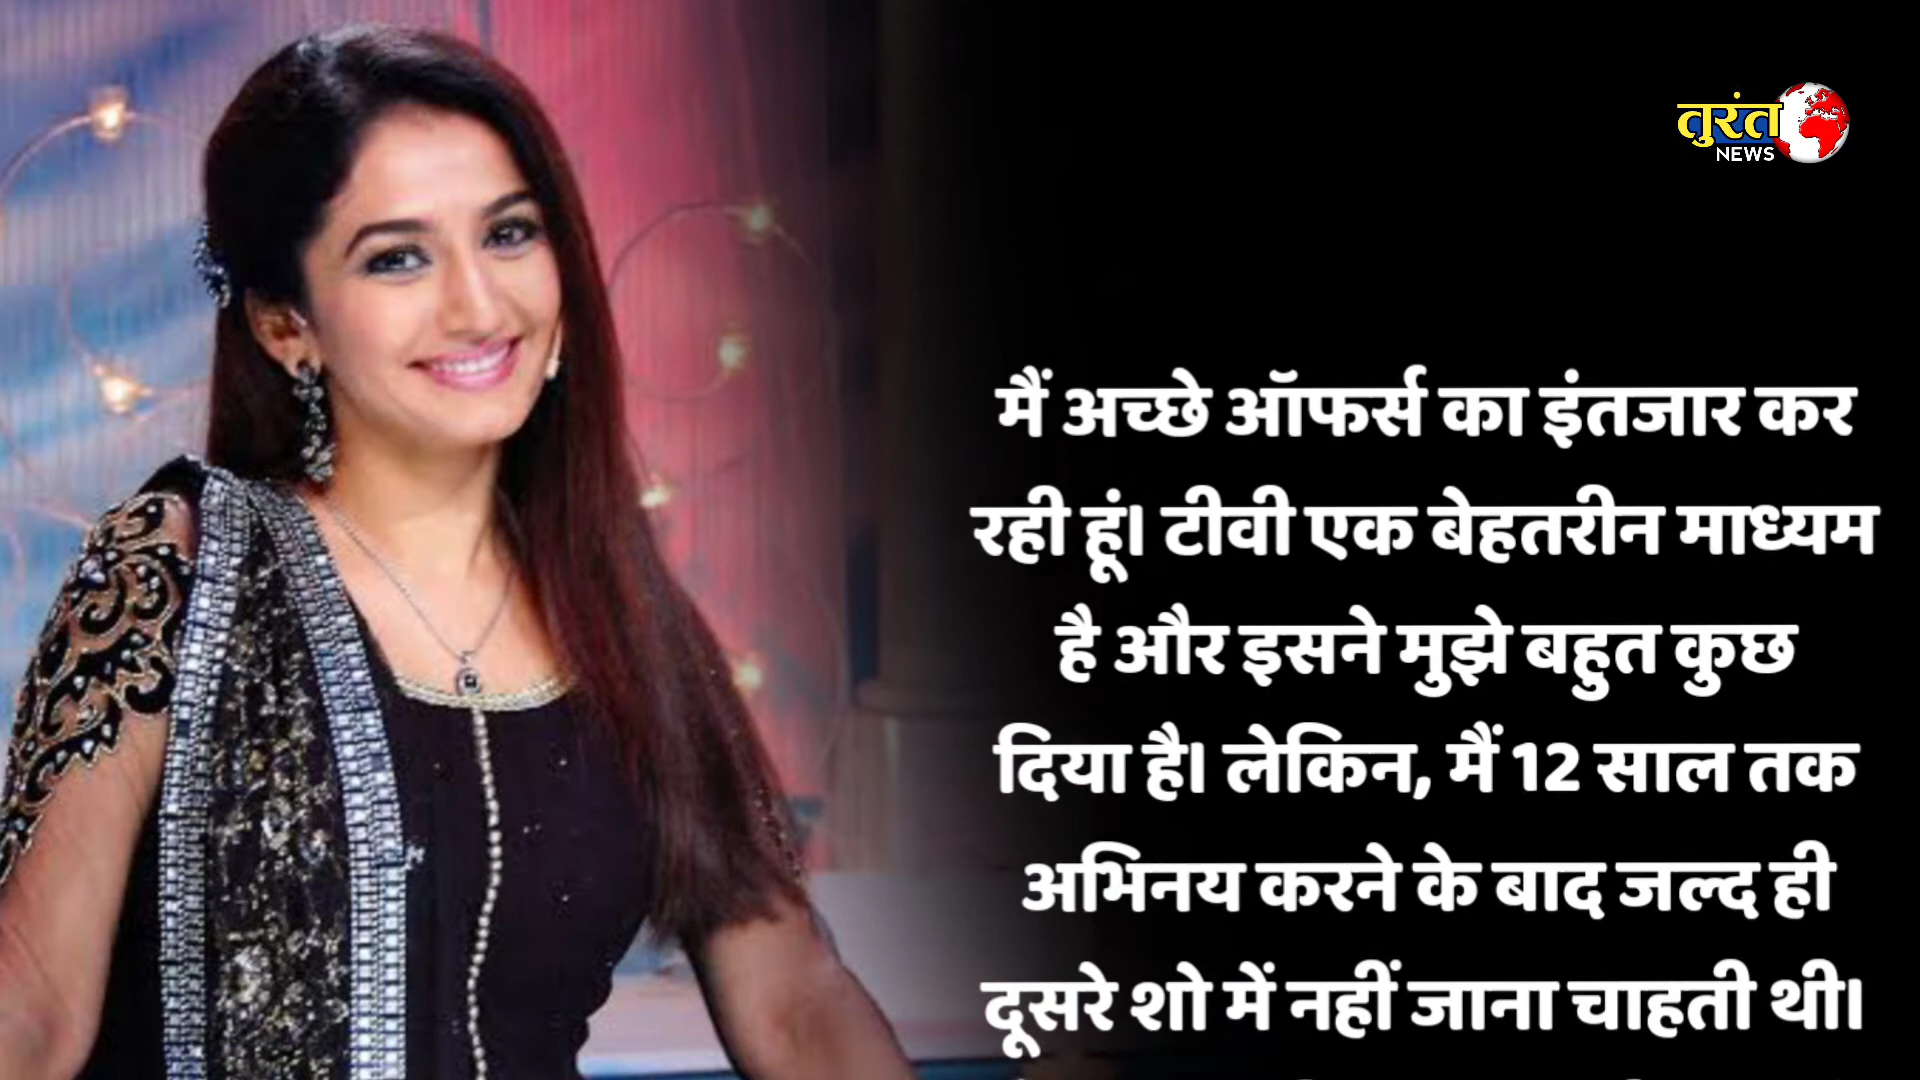 तुरंत
NEWS
मैं अच्छे ऑफर्स का इंतजार कर
रही हूं। टीवी एक बेहतरीन माध्यम
है और इसने मुझे बहुत कुछ
दिया है। लेकिन, मैं 12 साल तक
अभिनय करने के बाद जल्द ही
दूसरे शो में नहीं जाना चाहती थी।